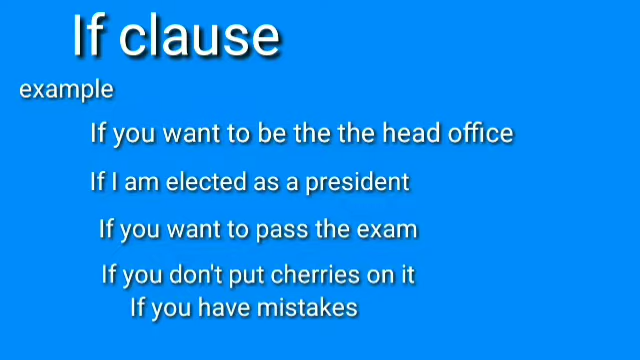 If clause
example
If you want to be the the head office
If I am elected as a president
If you want to pass the exam
If you don't put cherries on it
If you have mistakes